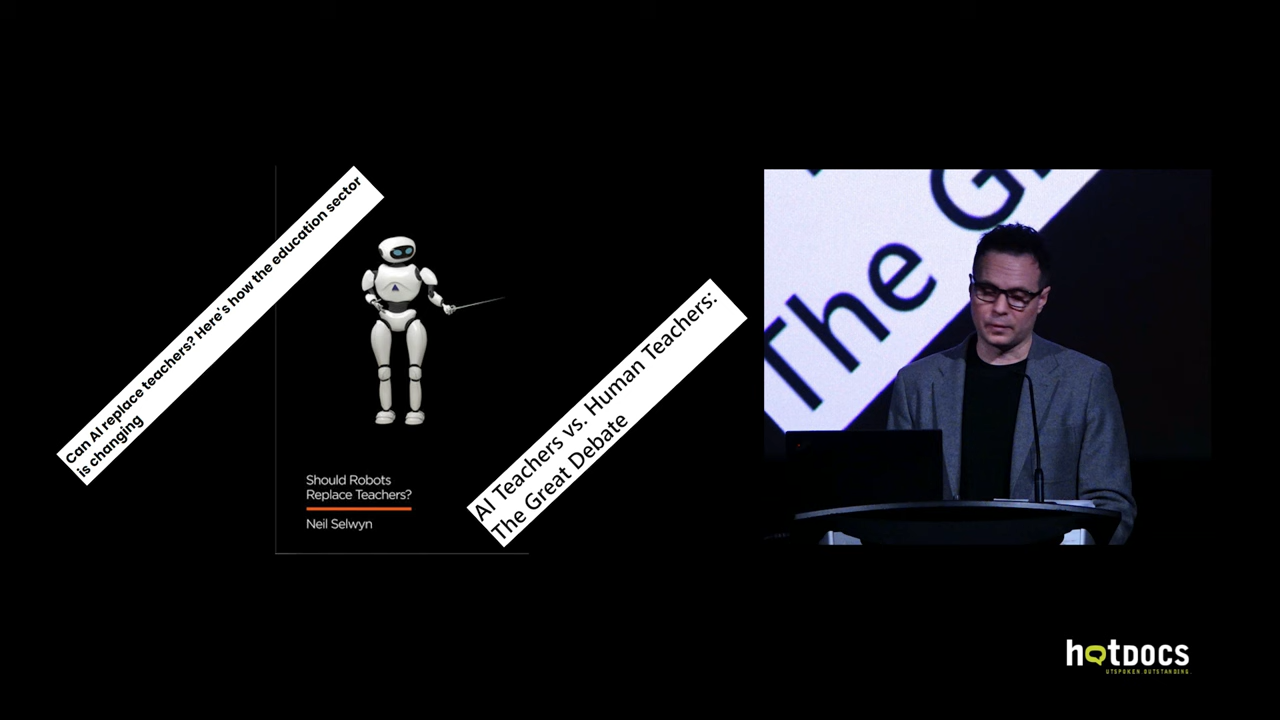 Can AI replace teachers? Here's how the education sector
is changing
Should Robots
Replace Teachers?
Neil Selwyn
AI Teachers vs. Human Teachers:
The Great Debate
The G
hotDOCS
OUTSPOKEN OUTSTANDING.